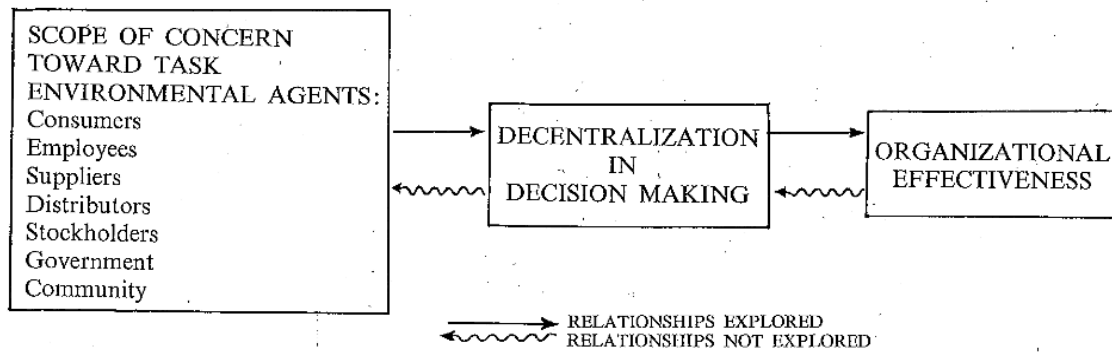 SCOPE OF CONCERN
TOWARD TASK
ENVIRONMENTAL AGENTS:
Consumers
Employees
Suppliers
Distributors
Stockholders
Government
Community
DECENTRALIZATION
IN
DECISION MAKING
ORGANIZATIONAL
EFFECTIVENESS
RELATIONSHIPS EXPLORED
RELATIONSHIPS NOT EXPLORED